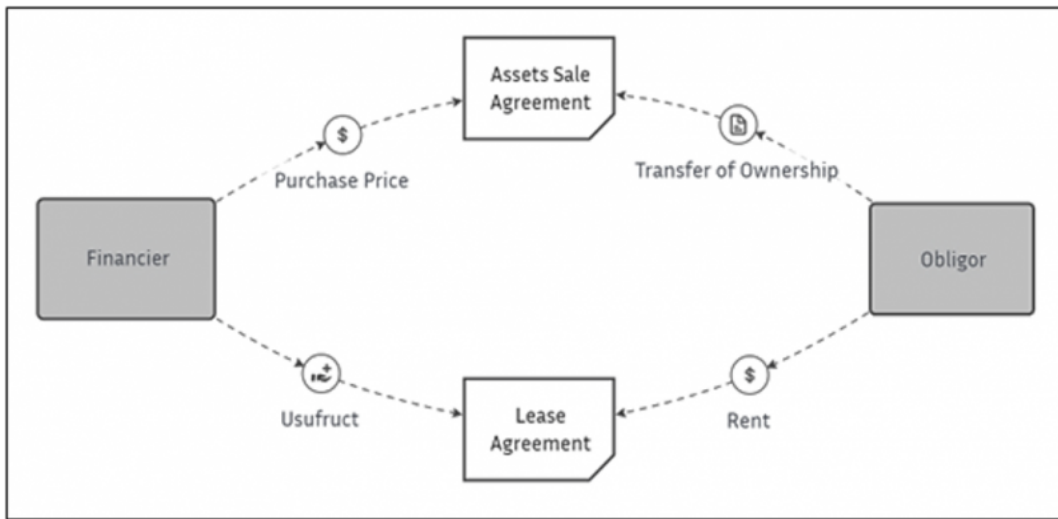 Assets Sale
Agreement
$
Purchase Price
Transfer of Ownership
Financier
Obligor
Usufruct
Lease
Agreement
$
Rent